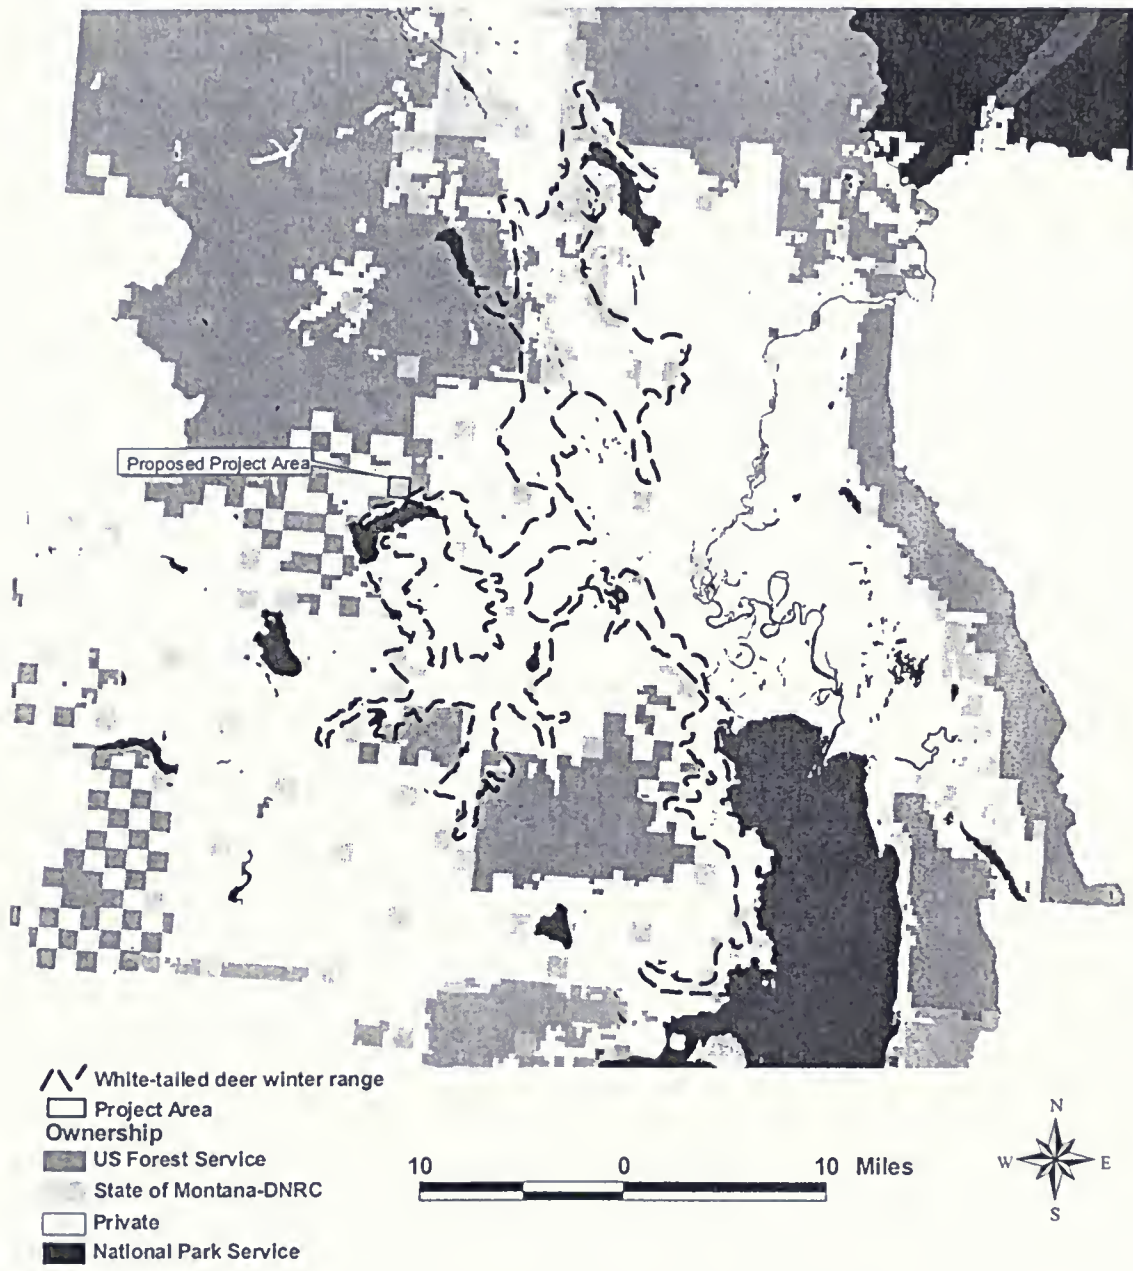 Proposed Project Area
White-tailed deer winter range
Project Area
Ownership
US Forest Service
State of Montana-DNRC
Private
National Park Service
10 0 10 Miles
N
W E
S